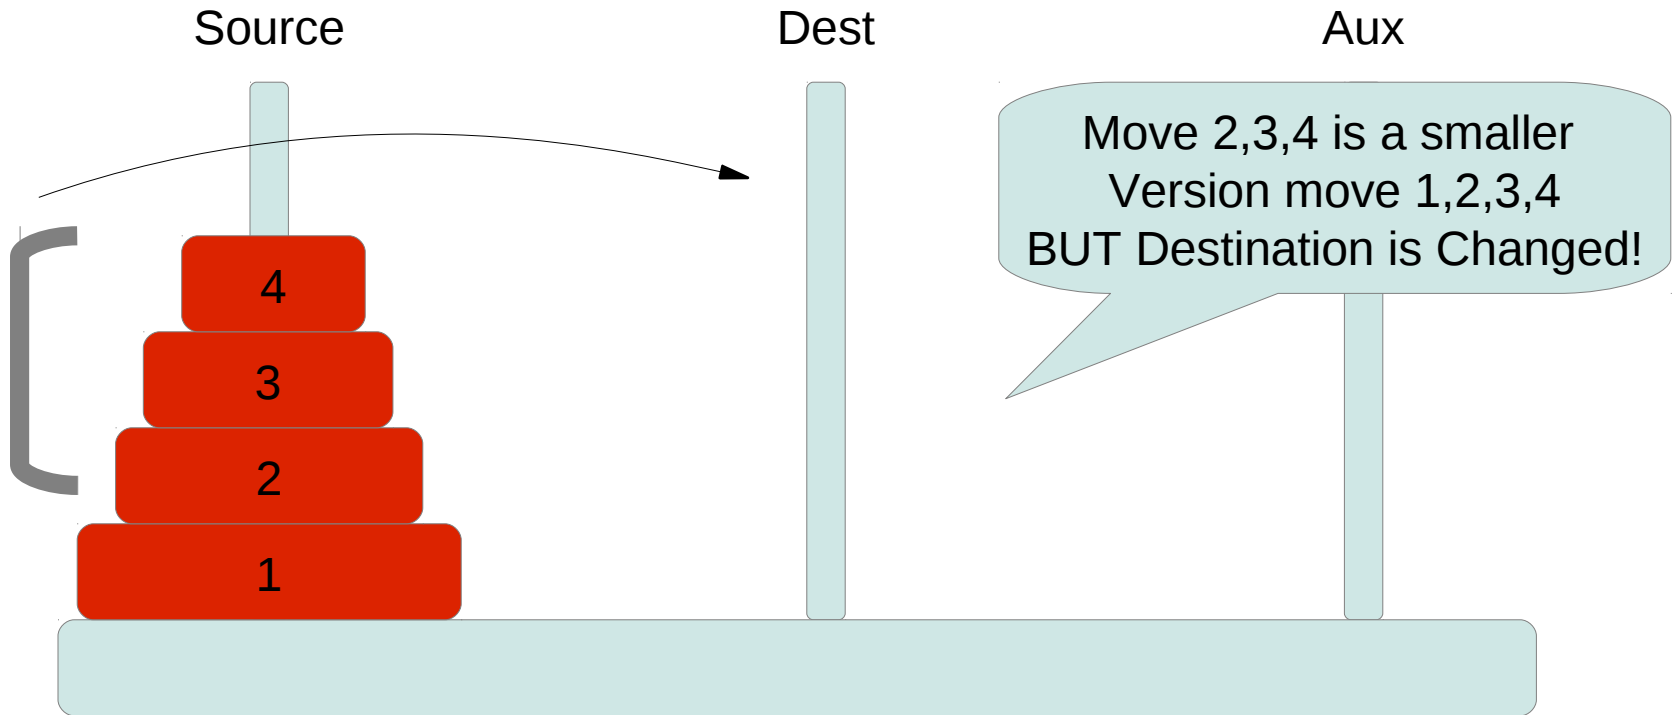 Source
Dest
Aux
Move 2,3,4 is a smaller
Version move 1,2,3,4
BUT Destination is Changed!
4
3
2
1